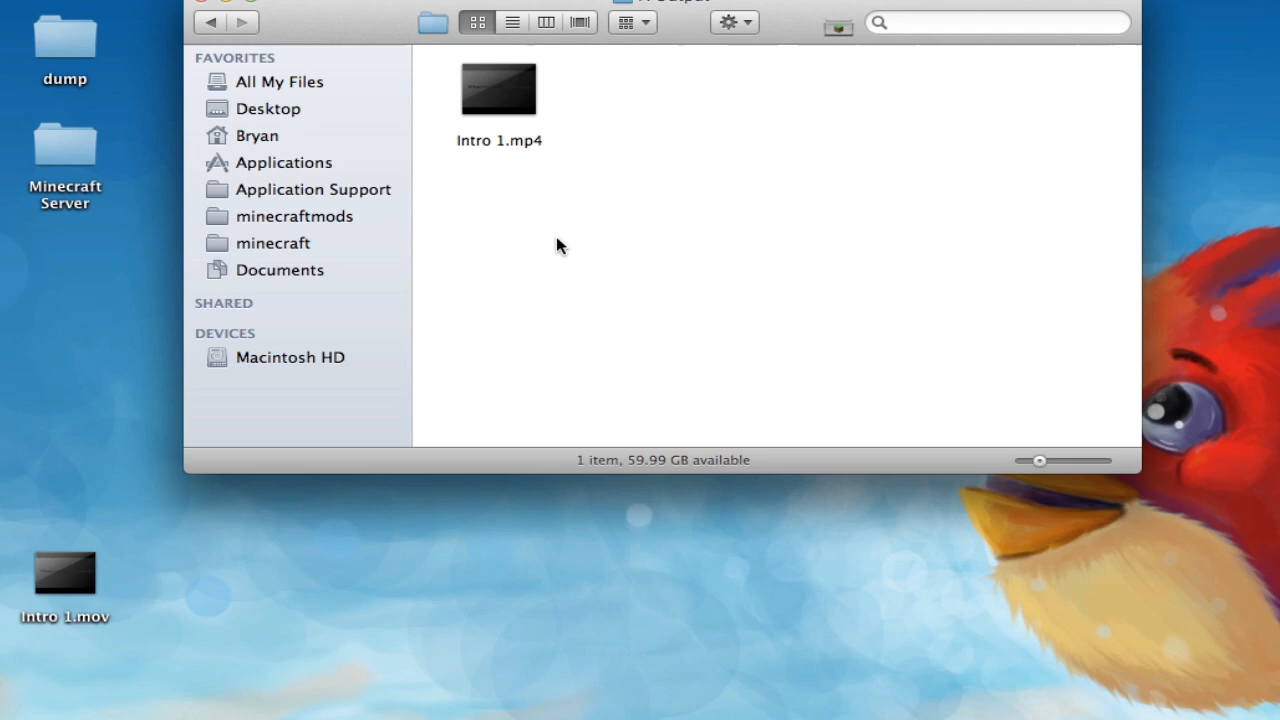 dump
Minecraft
Server
Intro 1.mov
FAVORITES
All My Files
Desktop
Bryan
Applications
Application Support
minecraftmods
minecraft
Documents
SHARED
DEVICES
Macintosh HD
Intro 1.mp4
1 item, 59.99 GB available